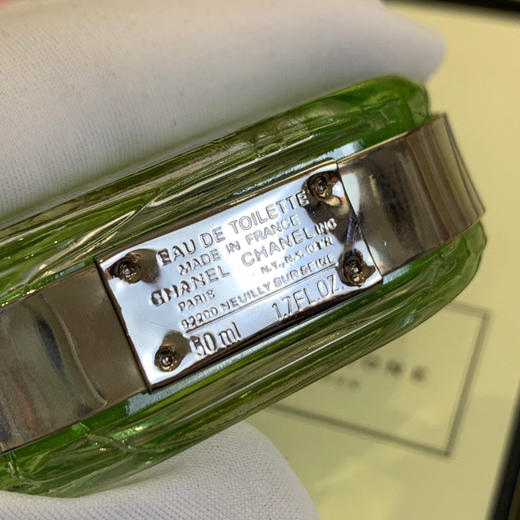 EAU DE TOILETTE
MADE IN FRANCE
CHANEL CHANEL INC
PARIS N.Y. N.Y.
92200 NEUILLY SUR SEINE
50 ml 1.7 FL.OZ.